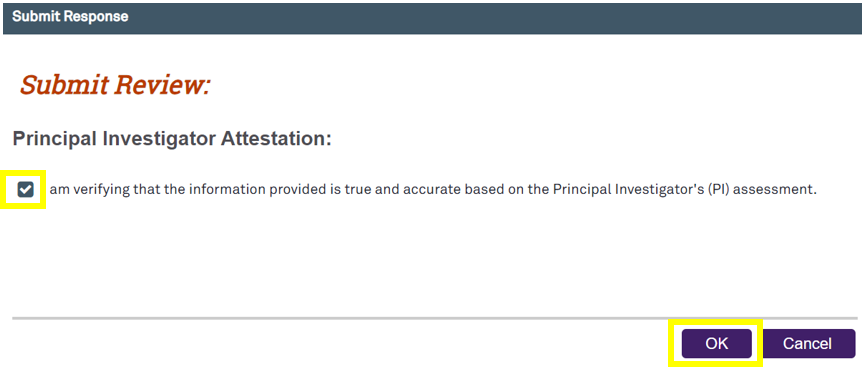 Submit Response
Submit Review:
Principal Investigator Attestation:
am verifying that the information provided is true and accurate based on the Principal Investigator's (PI) assessment.
OK Cancel